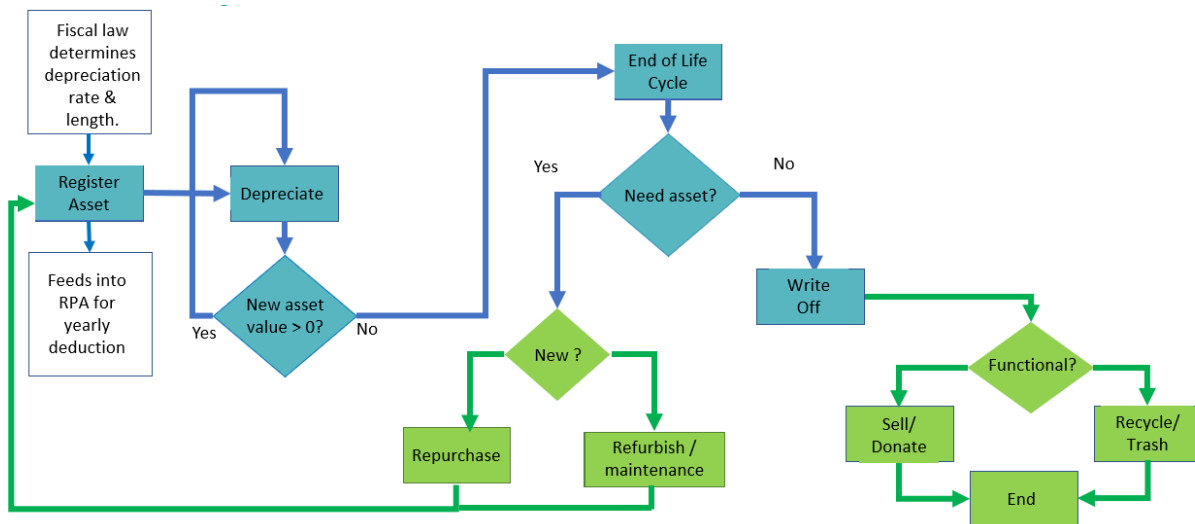 Fiscal law
determines
depreciation
rate &
length.
Register
Asset
Feeds into
RPA for
yearly
deduction
Depreciate
New asset
value > 0?
Yes
No
End of Life
Cycle
Need asset?
Yes
No
New ?
Repurchase
Refurbish /
maintenance
Write
Off
Functional?
Sell/
Donate
Recycle/
Trash
End